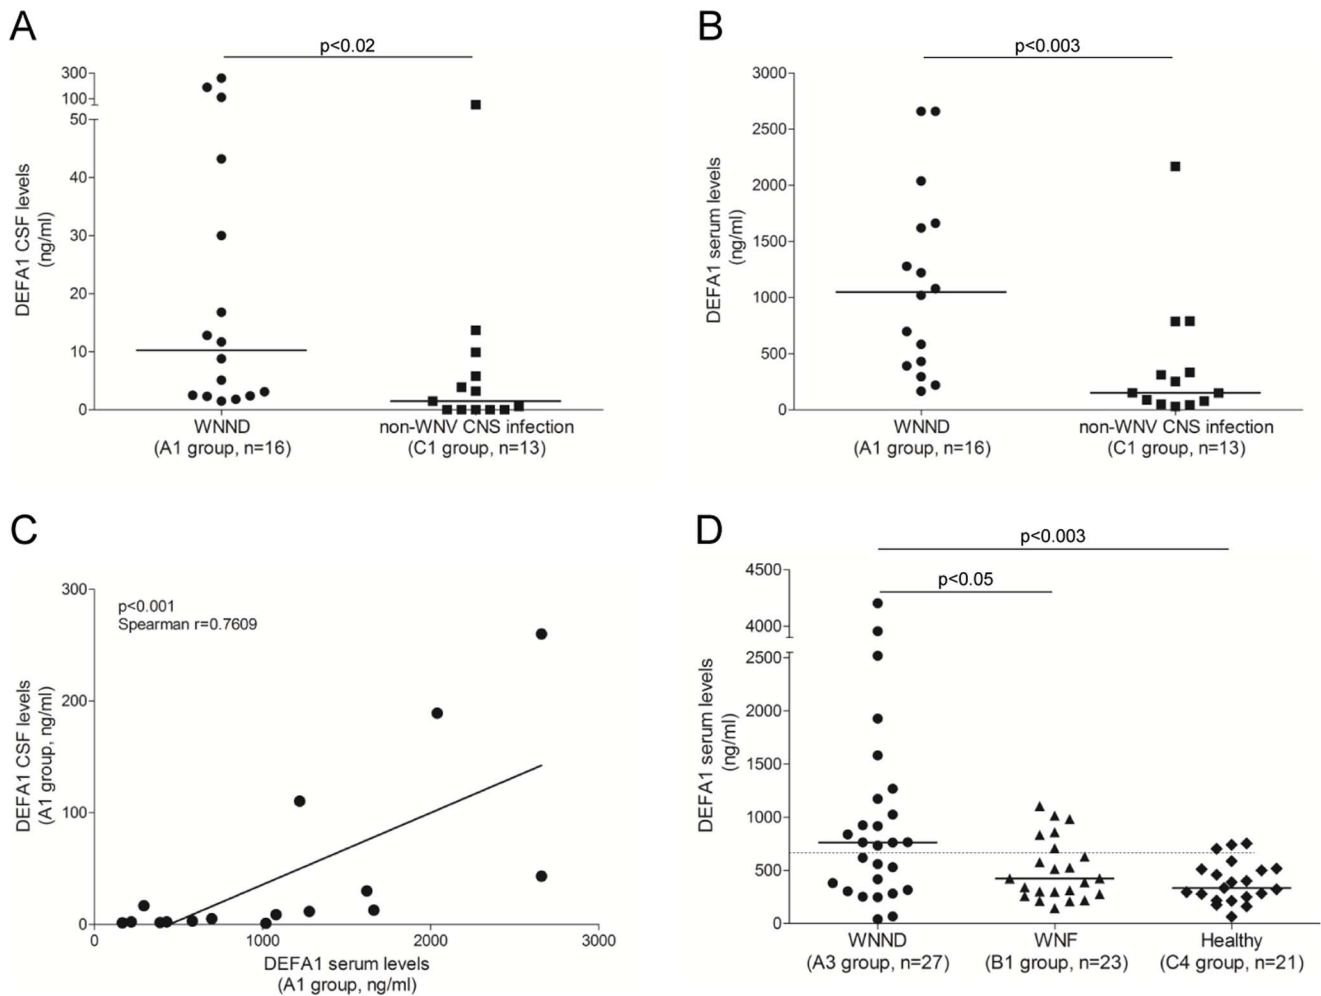 A
p<0.02
300
100
50
40
30
20
10
0
DEFA1 CSF levels
(ng/ml)
WNND
(A1 group, n=16)
non-WNV CNS infection
(C1 group, n=13)
B
p<0.003
3000
2500
2000
1500
1000
500
0
DEFA1 serum levels
(ng/ml)
WNND
(A1 group, n=16)
non-WNV CNS infection
(C1 group, n=13)
C
p<0.001
Spearman r=0.7609
300
200
100
0
DEFA1 CSF levels
(A1 group, ng/ml)
0
1000
2000
3000
DEFA1 serum levels
(A1 group, ng/ml)
D
p<0.003
p<0.05
4500
4000
2500
2000
1500
1000
500
0
DEFA1 serum levels
(ng/ml)
WNND
(A3 group, n=27)
WNF
(B1 group, n=23)
Healthy
(C4 group, n=21)